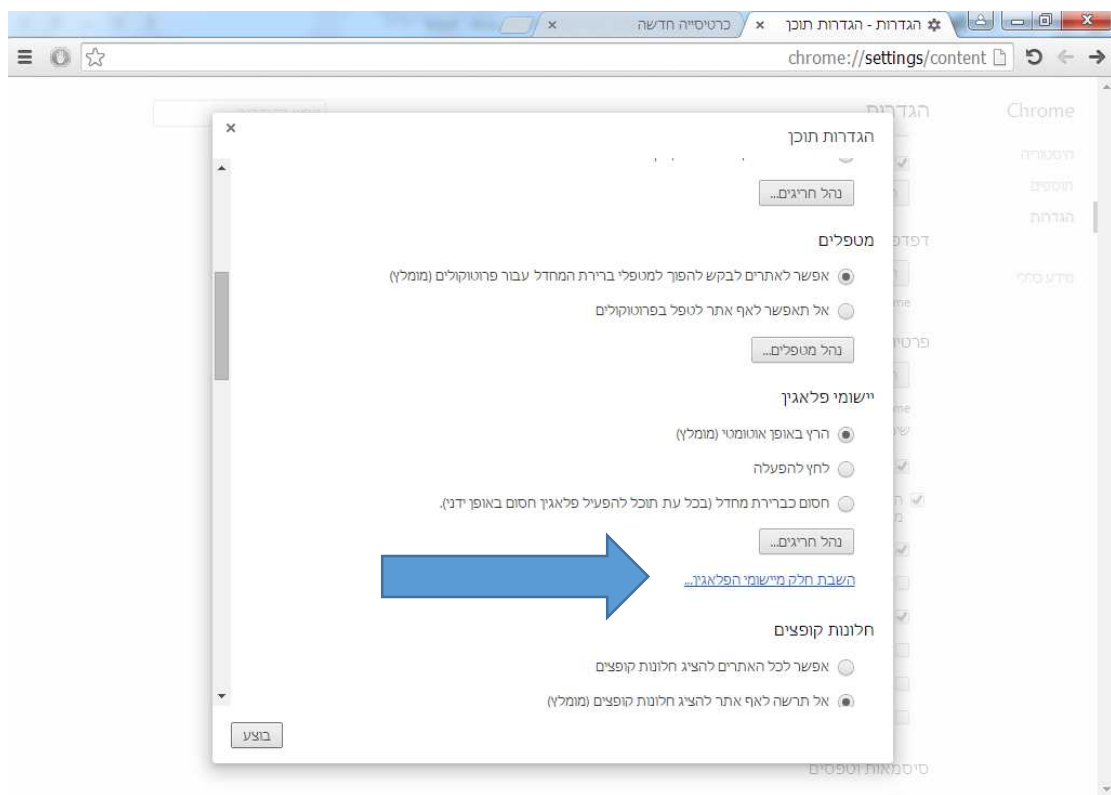 הגדרות - הגדרות תוכן
כרטיסייה חדשה
chrome://settings/content
Chrome
הגדרות
היסטוריה
תוספים
הגדרות
מידע כללי
הגדרות תוכן
נהל חריגים...
מטפלים
אפשר לאתרים לבקש להפוך למטפלי ברירת המחדל עבור פרוטוקולים (מומלץ)
אל תאפשר לאף אתר לטפל בפרוטוקולים
נהל מטפלים...
יישומי פלאגין
הרץ באופן אוטומטי (מומלץ)
לחץ להפעלה
חסום כברירת מחדל (בכל עת תוכל להפעיל פלאגין חסום באופן ידני).
נהל חריגים...
השבת חלק מיישומי הפלאגין...
חלונות קופצים
אפשר לכל האתרים להציג חלונות קופצים
אל תרשה לאף אתר להציג חלונות קופצים (מומלץ)
בוצע
סיסמאות וטפסים